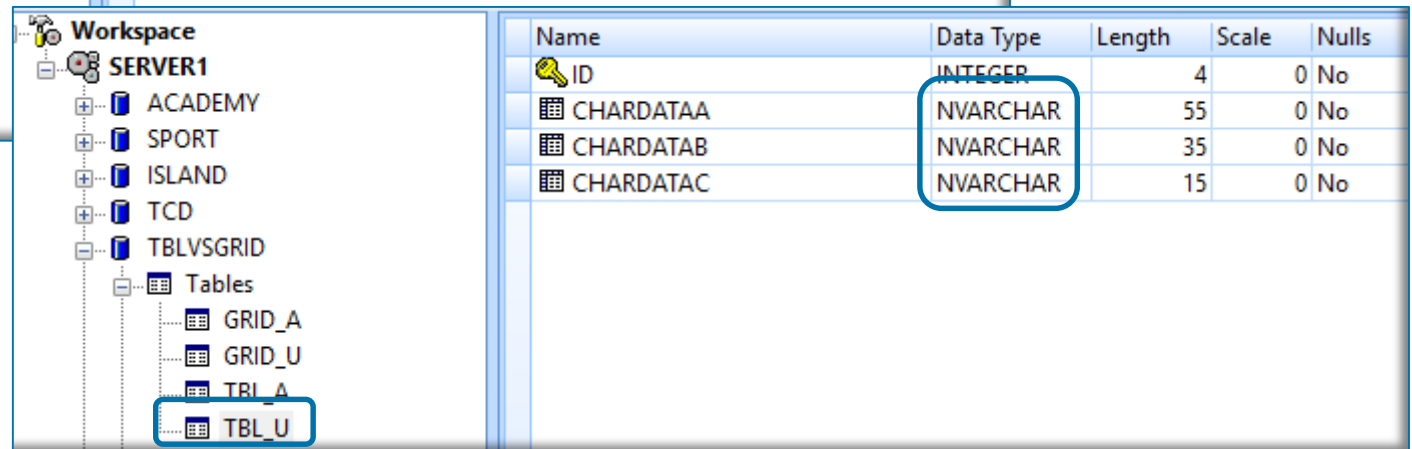 Workspace
SERVER1
ACADEMY
SPORT
ISLAND
TCD
TBLVSGRID
Tables
GRID_A
GRID_U
TBL_A
TBL_U
Name Data Type Length Scale Nulls
ID INTEGER 4 0 No
CHARDATAA NVARCHAR 55 0 No
CHARDATAB NVARCHAR 35 0 No
CHARDATAC NVARCHAR 15 0 No